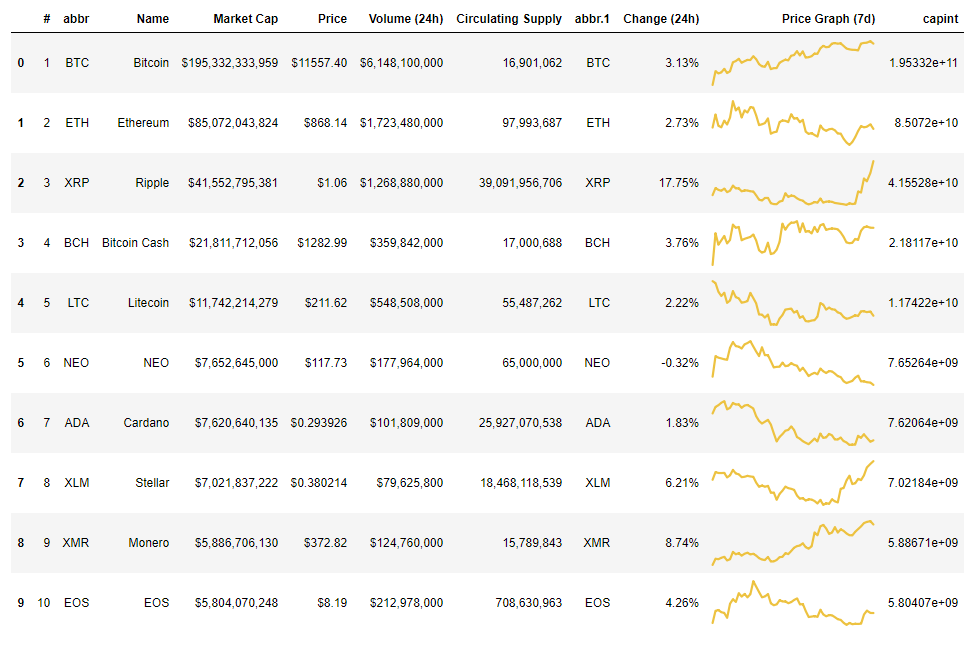 # abbr Name Market Cap Price Volume (24h) Circulating Supply abbr.1 Change (24h) Price Graph (7d) capint
0 1 BTC Bitcoin $195,332,333,959 $11557.40 $6,148,100,000 16,901,062 BTC 3.13% 1.95332e+11
1 2 ETH Ethereum $85,072,043,824 $868.14 $1,723,480,000 97,993,687 ETH 2.73% 8.5072e+10
2 3 XRP Ripple $41,552,795,381 $1.06 $1,268,880,000 39,091,956,706 XRP 17.75% 4.15528e+10
3 4 BCH Bitcoin Cash $21,811,712,056 $1282.99 $359,842,000 17,000,688 BCH 3.76% 2.18117e+10
4 5 LTC Litecoin $11,742,214,279 $211.62 $548,508,000 55,487,262 LTC 2.22% 1.17422e+10
5 6 NEO NEO $7,652,645,000 $117.73 $177,964,000 65,000,000 NEO -0.32% 7.65264e+09
6 7 ADA Cardano $7,620,640,135 $0.293926 $101,809,000 25,927,070,538 ADA 1.83% 7.62064e+09
7 8 XLM Stellar $7,021,837,222 $0.380214 $79,625,800 18,468,118,539 XLM 6.21% 7.02184e+09
8 9 XMR Monero $5,886,706,130 $372.82 $124,760,000 15,789,843 XMR 8.74% 5.88671e+09
9 10 EOS EOS $5,804,070,248 $8.19 $212,978,000 708,630,963 EOS 4.26% 5.80407e+09